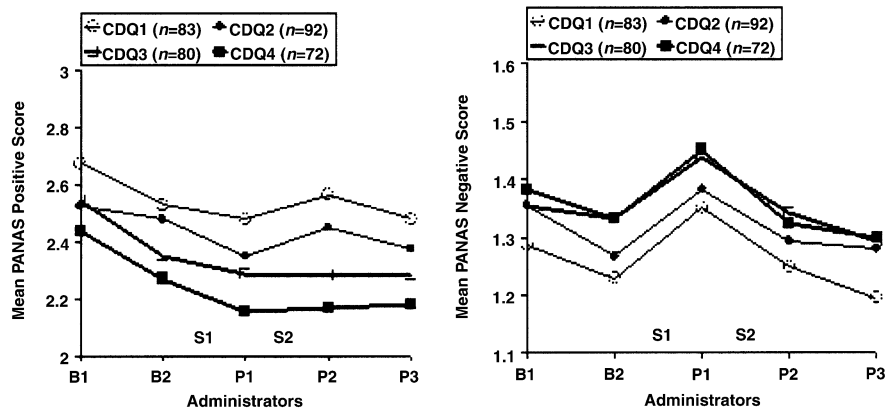 CDQ1 (n=83) CDQ2 (n=92)
CDQ3 (n=80) CDQ4 (n=72)
Mean PANAS Positive Score
3
2.8
2.6
2.4
2.2
2
S1 S2
B1 B2 P1 P2 P3
Administrators
CDQ1 (n=83) CDQ2 (n=92)
CDQ3 (n=80) CDQ4 (n=72)
Mean PANAS Negative Score
1.6
1.5
1.4
1.3
1.2
1.1
S1 S2
B1 B2 P1 P2 P3
Administrators